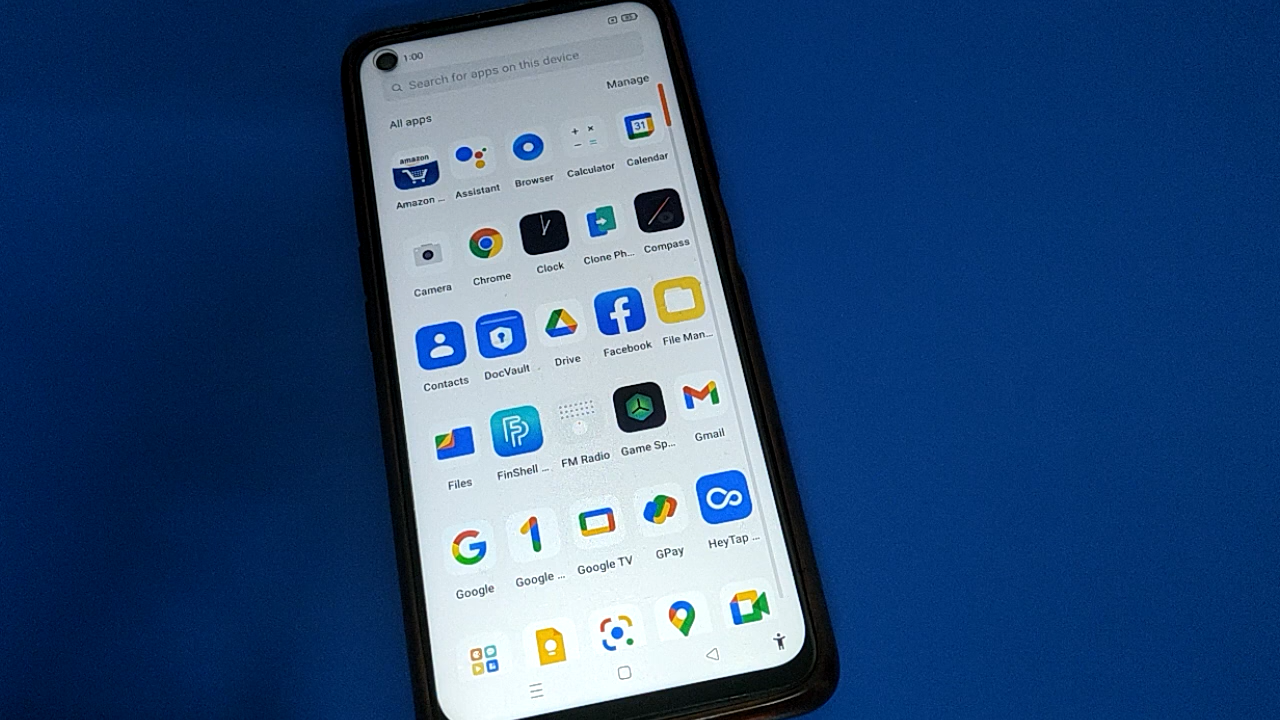 1:00
Search for apps on this device
Manage
All apps
amazon
31
Amazon ... Assistant Browser Calculator Calendar
Camera Chrome Clock Clone Ph... Compass
Contacts DocVault Drive Facebook File Man...
Files FinShell ... FM Radio Game Sp... Gmail
Google Google ... Google TV GPay HeyTap ...